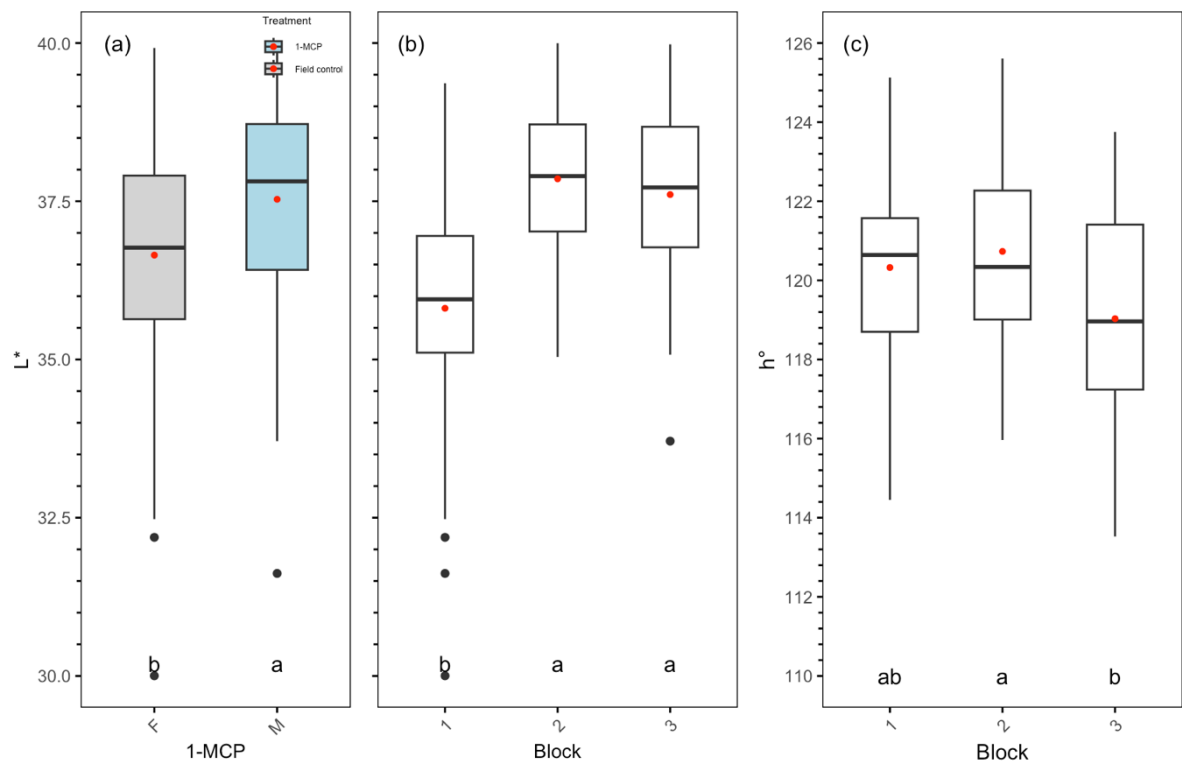 (a)
Treatment
1-MCP
Field control
(b)
(c)
40.0
37.5
35.0
32.5
30.0
L*
b
a
F
M
1-MCP
b
a
a
1
2
3
Block
126
124
122
120
118
116
114
112
110
h°
ab
a
b
1
2
3
Block